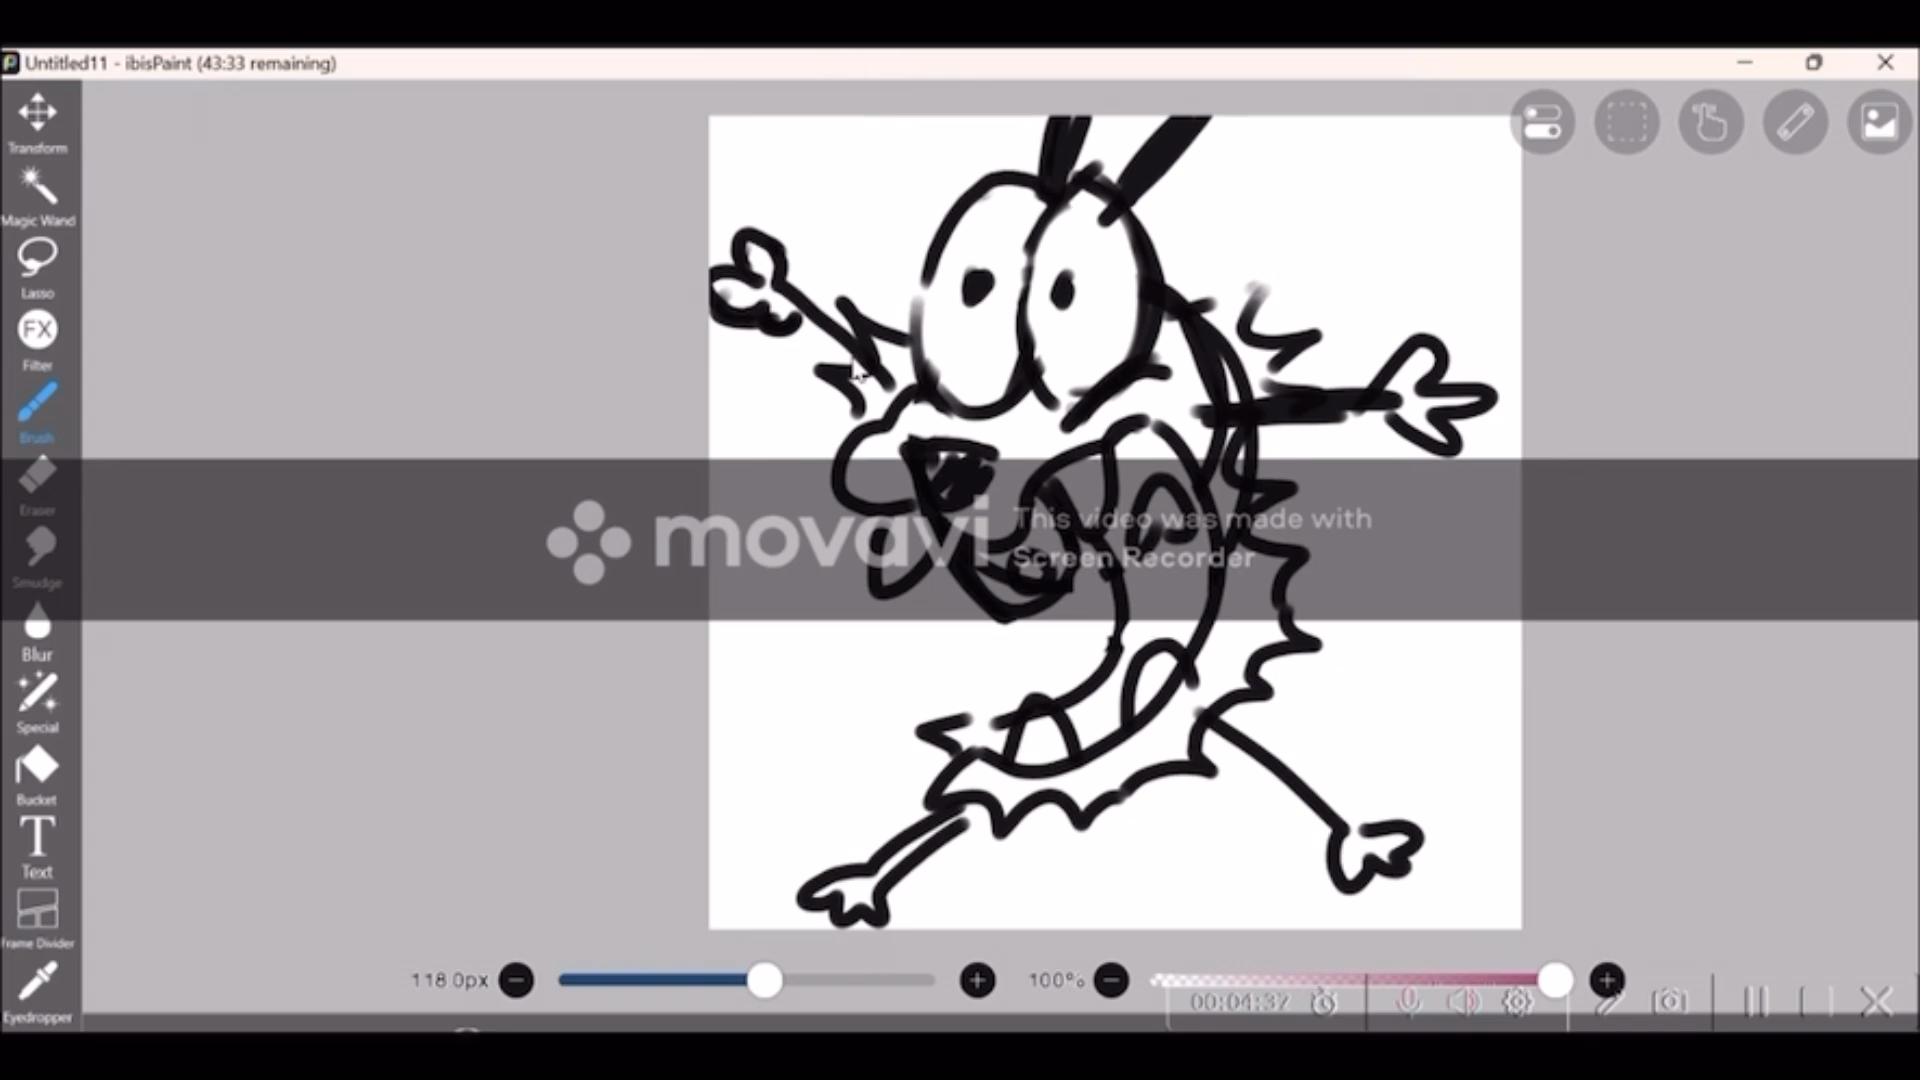 Untitled11 - ibisPaint (43:33 remaining)
Transform
Magic Wand
Lasso
FX
Filter
Brush
Eraser
Smudge
Blur
Special
Bucket
T
Text
Frame Divider
Eyedropper
movavi
This video was made with
Screen Recorder
118.0px
100%
00:04:37